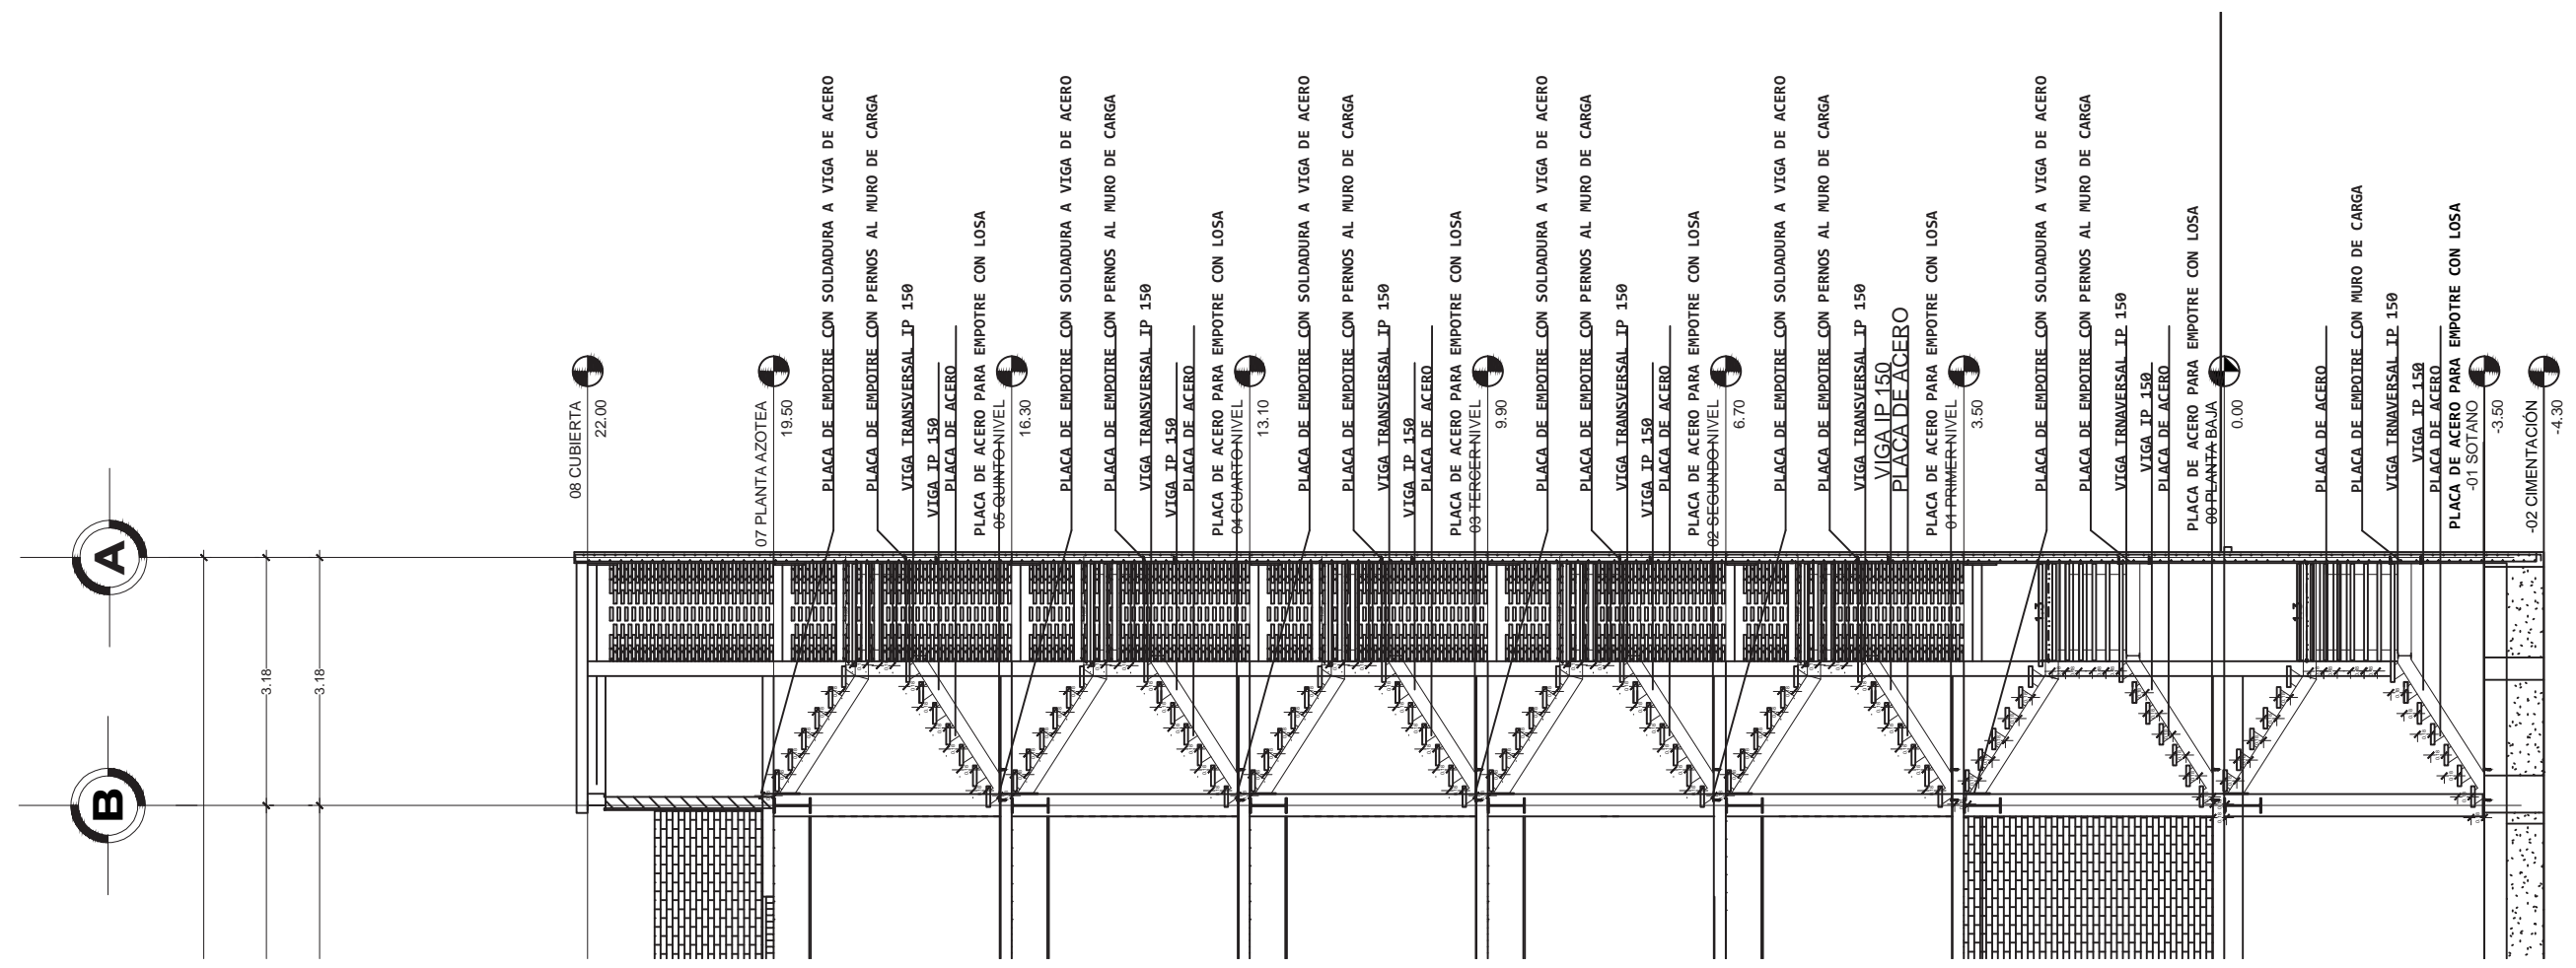 08 CUBIERTA
22.00
07 PLANTA AZOTEA
19.50
PLACA DE EMPOTRE CON SOLDADURA A VIGA DE ACERO
PLACA DE EMPOTRE CON PERNOS AL MURO DE CARGA
VIGA TRANSVERSAL IP 150
VIGA IP 150
PLACA DE ACERO
PLACA DE ACERO PARA EMPOTRE CON LOSA
05 QUINTO NIVEL
16.30
PLACA DE EMPOTRE CON SOLDADURA A VIGA DE ACERO
PLACA DE EMPOTRE CON PERNOS AL MURO DE CARGA
VIGA TRANSVERSAL IP 150
VIGA IP 150
PLACA DE ACERO
PLACA DE ACERO PARA EMPOTRE CON LOSA
04 CUARTO NIVEL
13.10
PLACA DE EMPOTRE CON SOLDADURA A VIGA DE ACERO
PLACA DE EMPOTRE CON PERNOS AL MURO DE CARGA
VIGA TRANSVERSAL IP 150
VIGA IP 150
PLACA DE ACERO
PLACA DE ACERO PARA EMPOTRE CON LOSA
03 TERCER NIVEL
9.90
PLACA DE EMPOTRE CON SOLDADURA A VIGA DE ACERO
PLACA DE EMPOTRE CON PERNOS AL MURO DE CARGA
VIGA TRANSVERSAL IP 150
VIGA IP 150
PLACA DE ACERO
PLACA DE ACERO PARA EMPOTRE CON LOSA
02 SEGUNDO NIVEL
6.70
PLACA DE EMPOTRE CON SOLDADURA A VIGA DE ACERO
PLACA DE EMPOTRE CON PERNOS AL MURO DE CARGA
VIGA TRANSVERSAL IP 150
VIGA IP 150
PLACA DE ACERO
PLACA DE ACERO PARA EMPOTRE CON LOSA
01 PRIMER NIVEL
3.50
PLACA DE EMPOTRE CON SOLDADURA A VIGA DE ACERO
PLACA DE EMPOTRE CON PERNOS AL MURO DE CARGA
VIGA TRNAVERSAL IP 150
VIGA IP 150
PLACA DE ACERO
PLACA DE ACERO PARA EMPOTRE CON LOSA
00 PLANTA BAJA
0.00
PLACA DE ACERO
PLACA DE EMPOTRE CON MURO DE CARGA
VIGA TRNAVERSAL IP 150
VIGA IP 150
PLACA DE ACERO
PLACA DE ACERO PARA EMPOTRE CON LOSA
-01 SOTANO
-3.50
-02 CIMENTACIÓN
-4.30
A
B
3.18
3.18